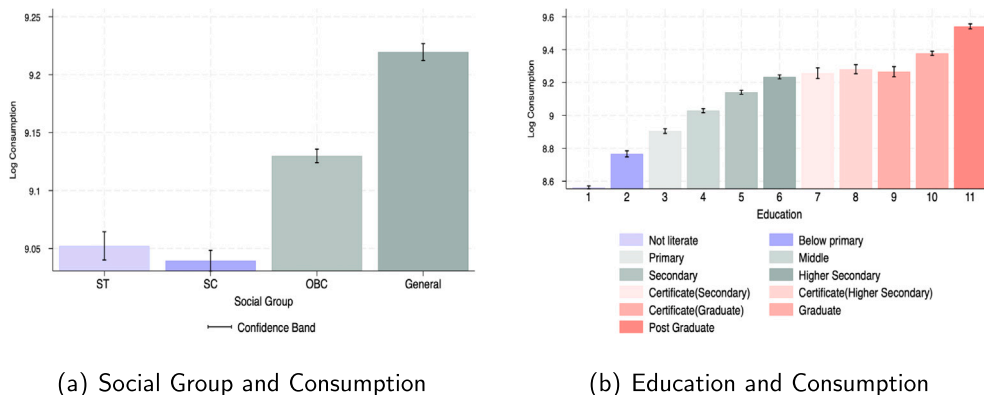 9.25
9.2
9.15
9.1
9.05
Log Consumption
ST SC OBC General
Social Group
Confidence Band
(a) Social Group and Consumption
9.6
9.4
9.2
9
8.8
8.6
Log Consumption
1 2 3 4 5 6 7 8 9 10 11
Education
Not literate Below primary
Primary Middle
Secondary Higher Secondary
Certificate(Secondary) Certificate(Higher Secondary)
Certificate(Graduate) Graduate
Post Graduate
(b) Education and Consumption